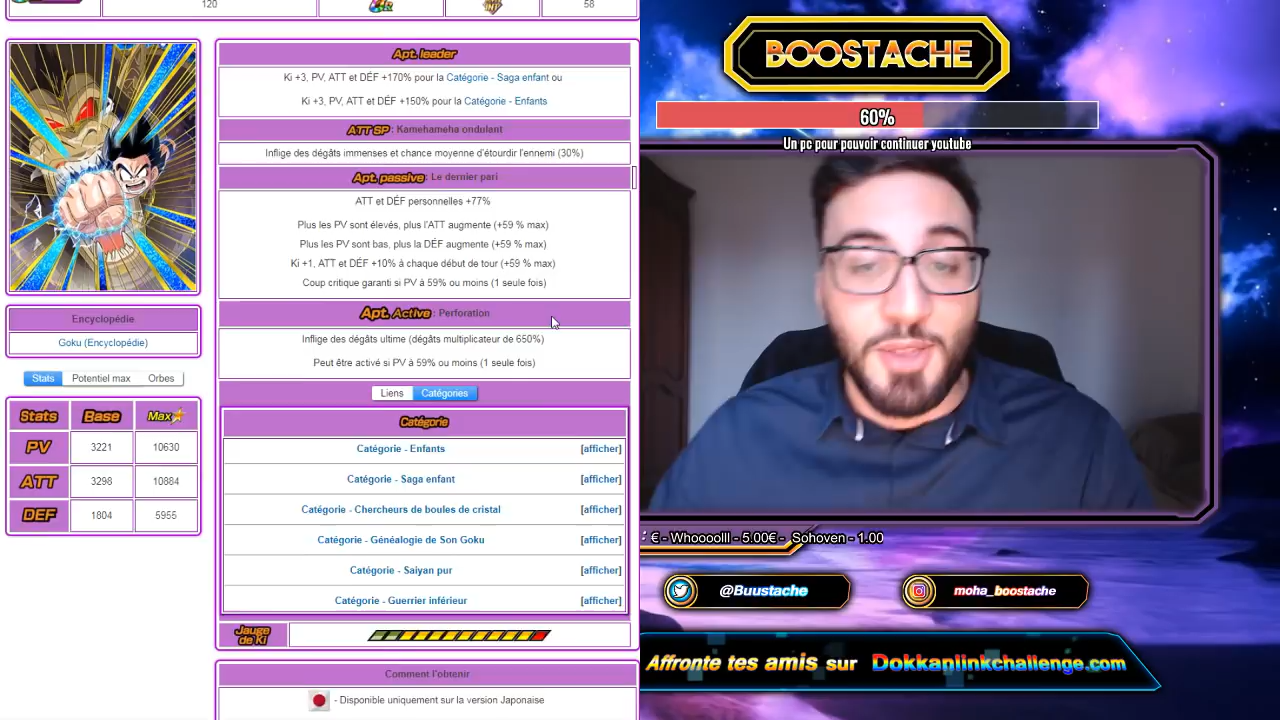 120
58
Apt. leader
Ki +3, PV, ATT et DÉF +170% pour la Catégorie - Saga enfant ou
Ki +3, PV, ATT et DÉF +150% pour la Catégorie - Enfants
ATT SP : Kamehameha ondulant
Inflige des dégâts immenses et chance moyenne d'étourdir l'ennemi (30%)
Apt. passive : Le dernier pari
ATT et DÉF personnelles +77%
Plus les PV sont élevés, plus l'ATT augmente (+59 % max)
Plus les PV sont bas, plus la DÉF augmente (+59 % max)
Ki +1, ATT et DÉF +10% à chaque début de tour (+59 % max)
Coup critique garanti si PV à 59% ou moins (1 seule fois)
Apt. Active : Perforation
Inflige des dégâts ultime (dégâts multiplicateur de 650%)
Peut être activé si PV à 59% ou moins (1 seule fois)
Liens Catégories
Catégorie
Catégorie - Enfants [afficher]
Catégorie - Saga enfant [afficher]
Catégorie - Chercheurs de boules de cristal [afficher]
Catégorie - Généalogie de Son Goku [afficher]
Catégorie - Saiyan pur [afficher]
Catégorie - Guerrier inférieur [afficher]
Jauge de Ki
Comment l'obtenir
- Disponible uniquement sur la version Japonaise
Encyclopédie
Goku (Encyclopédie)
Stats Potentiel max Orbes
Stats Base Max
PV 3221 10630
ATT 3298 10884
DEF 1804 5955
BOOSTACHE
60%
Un pc pour pouvoir continuer youtube
€ - Whoooolll - 5.00€ - Sohoven - 1.00
@Buustache
moha_boostache
Affronte tes amis sur Dokkanlinkchallenge.com